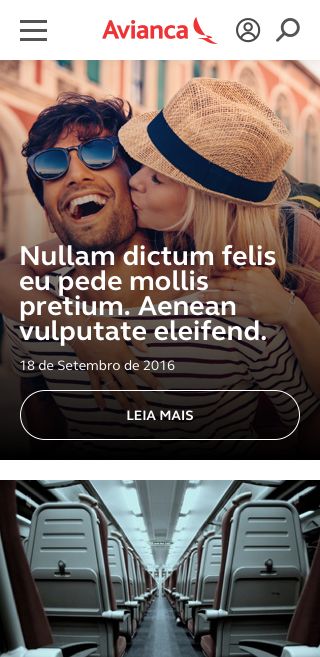 Avianca
Nullam dictum felis
eu pede mollis
pretium. Aenean
vulputate eleifend.
18 de Setembro de 2016
LEIA MAIS